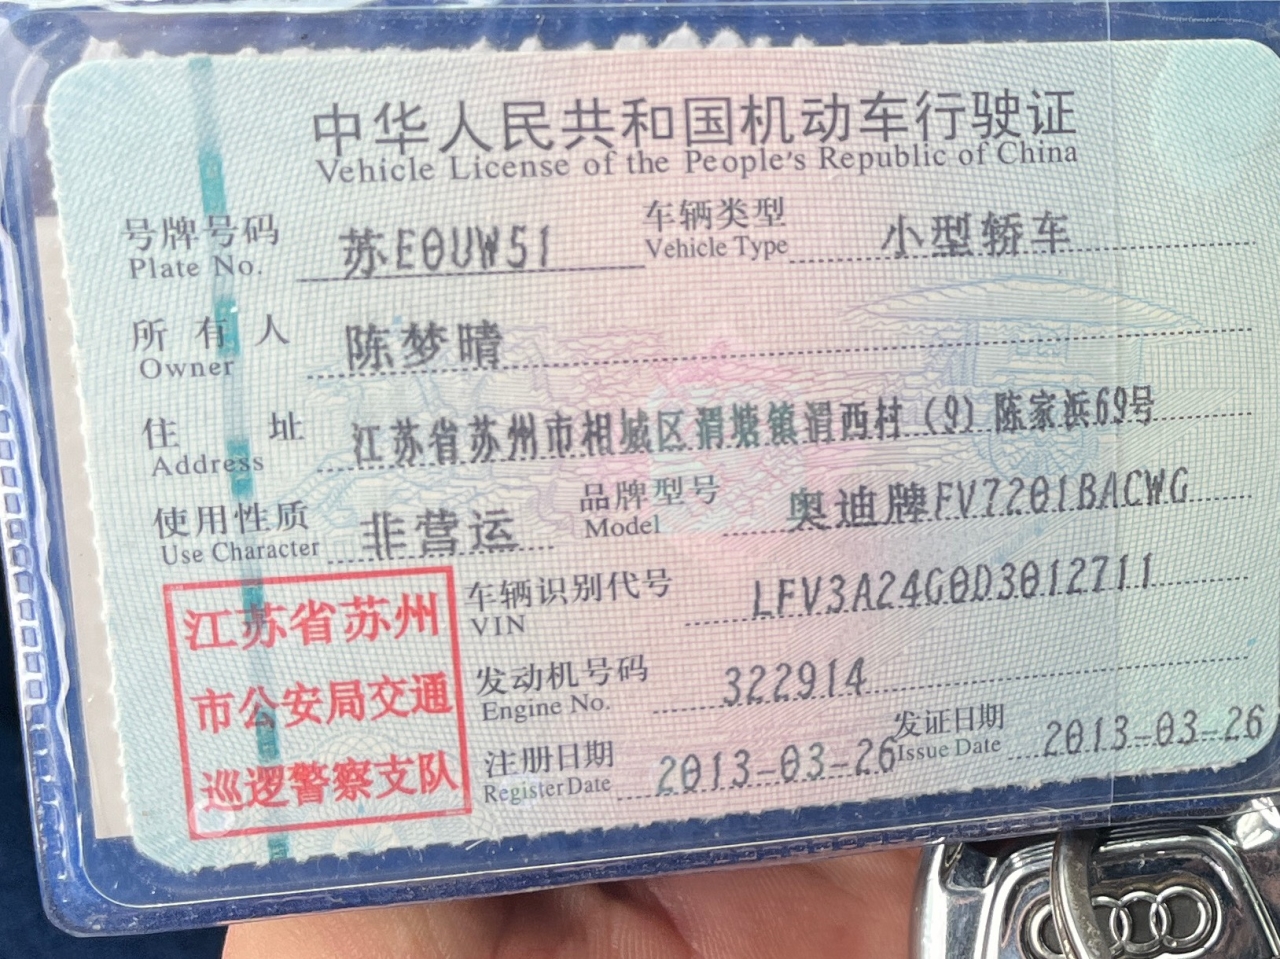 中华人民共和国机动车行驶证
Vehicle License of the People's Republic of China
号牌号码 苏E0UW51 车辆类型 小型轿车
Plate No. Vehicle Type
所有人 陈梦晴
Owner
住址 江苏省苏州市相城区渭塘镇渭西村(9)陈家浜69号
Address
使用性质 非营运 品牌型号 奥迪牌FV7201BACWG
Use Character Model
江苏省苏州
市公安局交通
巡逻警察支队
车辆识别代号 LFV3A24G0D3012711
VIN
发动机号码 322914
Engine No.
注册日期 2013-03-26 发证日期 2013-03-26
Register Date Issue Date